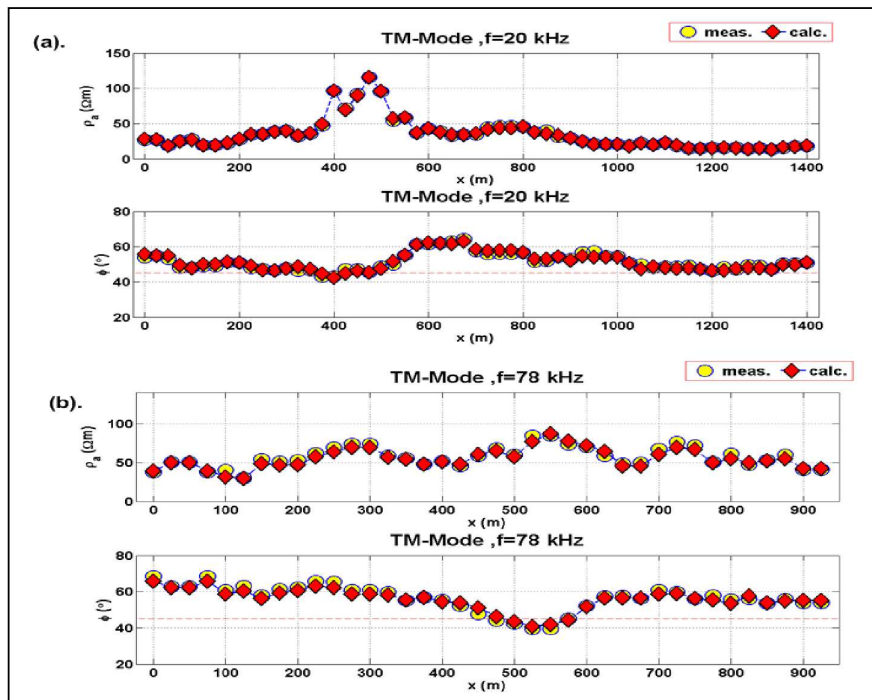 (a).
TM-Mode ,f=20 kHz
meas. calc.
150
100
50
0
ρa (Ωm)
0 200 400 600 800 1000 1200 1400
x (m)
TM-Mode ,f=20 kHz
80
60
40
20
ϕ (°)
0 200 400 600 800 1000 1200 1400
x (m)
(b).
TM-Mode ,f=78 kHz
meas. calc.
100
50
0
ρa (Ωm)
0 100 200 300 400 500 600 700 800 900
x (m)
TM-Mode ,f=78 kHz
80
60
40
20
ϕ (°)
0 100 200 300 400 500 600 700 800 900
x (m)